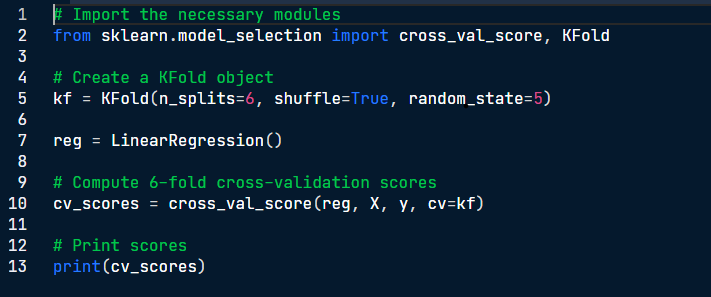 1 # Import the necessary modules
2 from sklearn.model_selection import cross_val_score, KFold
3
4 # Create a KFold object
5 kf = KFold(n_splits=6, shuffle=True, random_state=5)
6
7 reg = LinearRegression()
8
9 # Compute 6-fold cross-validation scores
10 cv_scores = cross_val_score(reg, X, y, cv=kf)
11
12 # Print scores
13 print(cv_scores)